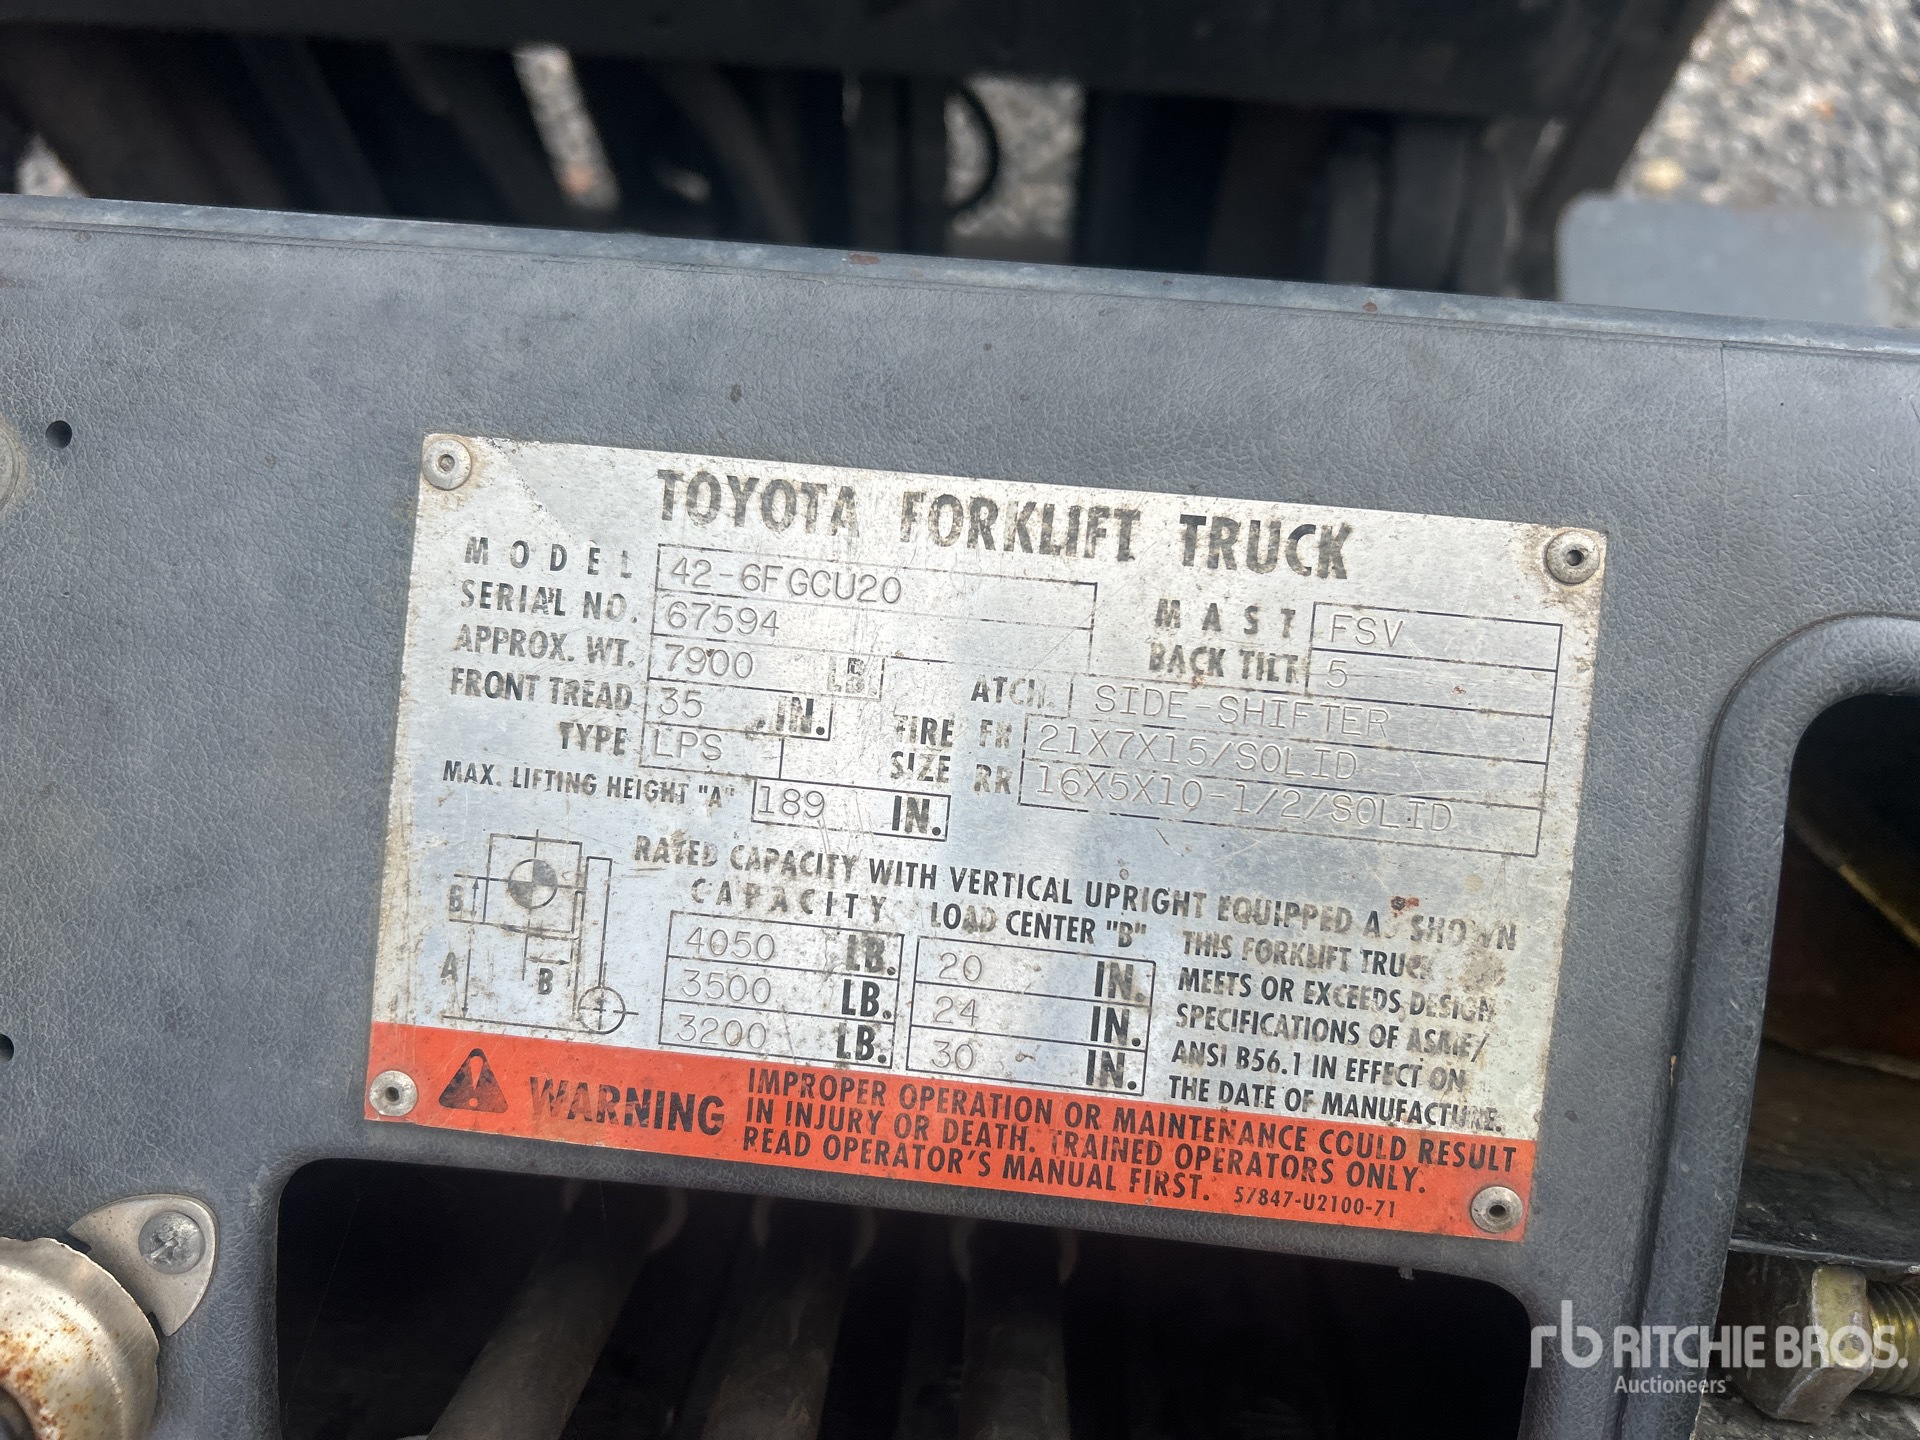 TOYOTA FORKLIFT TRUCK
MODEL 42-6FGCU20
SERIAL NO. 67594
APPROX. WT. 7900 LB.
FRONT TREAD 35 IN.
TYPE LPS
MAX. LIFTING HEIGHT "A" 189 IN.
MAST FSV
BACK TILT 5
ATCH. SIDE-SHIFTER
TIRE SIZE FR 21X7X15/SOLID
RR 16X5X10-1/2/SOLID
RATED CAPACITY WITH VERTICAL UPRIGHT EQUIPPED AS SHOWN
CAPACITY LOAD CENTER "B"
4050 LB. 20 IN.
3500 LB. 24 IN.
3200 LB. 30 IN.
B
A
B
THIS FORKLIFT TRUCK
MEETS OR EXCEEDS DESIGN
SPECIFICATIONS OF ASME/
ANSI B56.1 IN EFFECT ON
THE DATE OF MANUFACTURE.
WARNING
IMPROPER OPERATION OR MAINTENANCE COULD RESULT
IN INJURY OR DEATH. TRAINED OPERATORS ONLY.
READ OPERATOR'S MANUAL FIRST. 57847-U2100-71
rb RITCHIE BROS.
Auctioneers